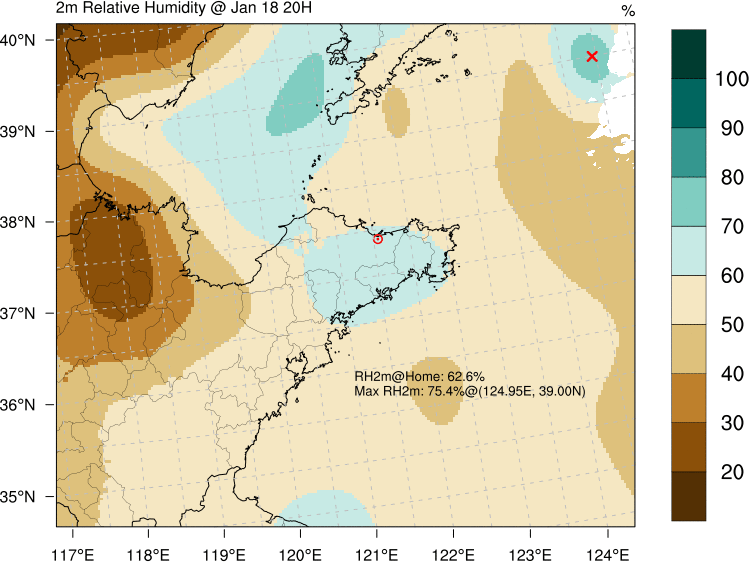 2m Relative Humidity @ Jan 18 20H
%
40°N
39°N
38°N
37°N
36°N
35°N
117°E
118°E
119°E
120°E
121°E
122°E
123°E
124°E
RH2m@Home: 62.6%
Max RH2m: 75.4%@(124.95E, 39.00N)
100
90
80
70
60
50
40
30
20